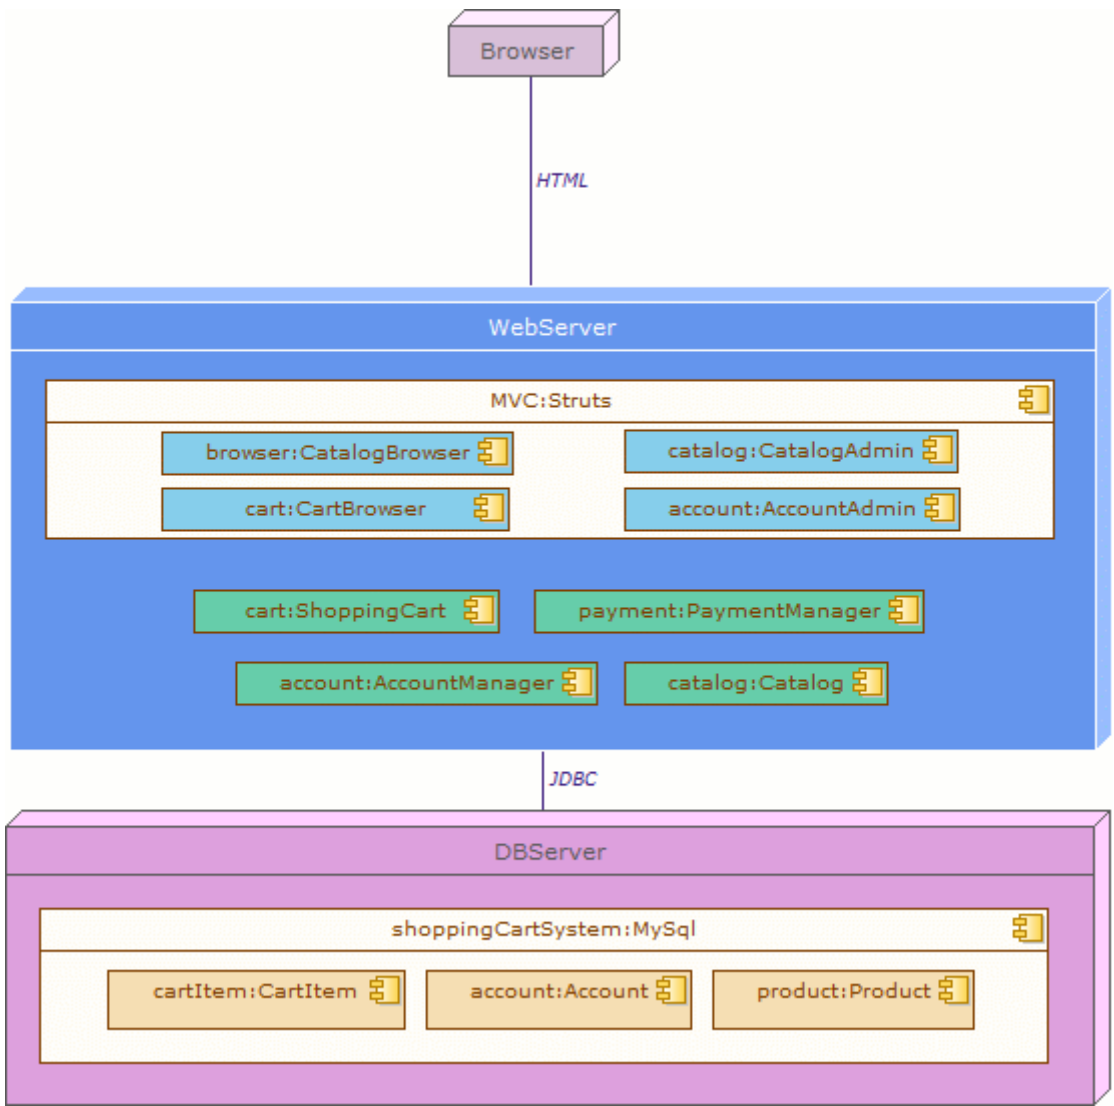 Browser
HTML
WebServer
MVC:Struts
browser:CatalogBrowser
catalog:CatalogAdmin
cart:CartBrowser
account:AccountAdmin
cart:ShoppingCart
payment:PaymentManager
account:AccountManager
catalog:Catalog
JDBC
DBServer
shoppingCartSystem:MySql
cartItem:CartItem
account:Account
product:Product